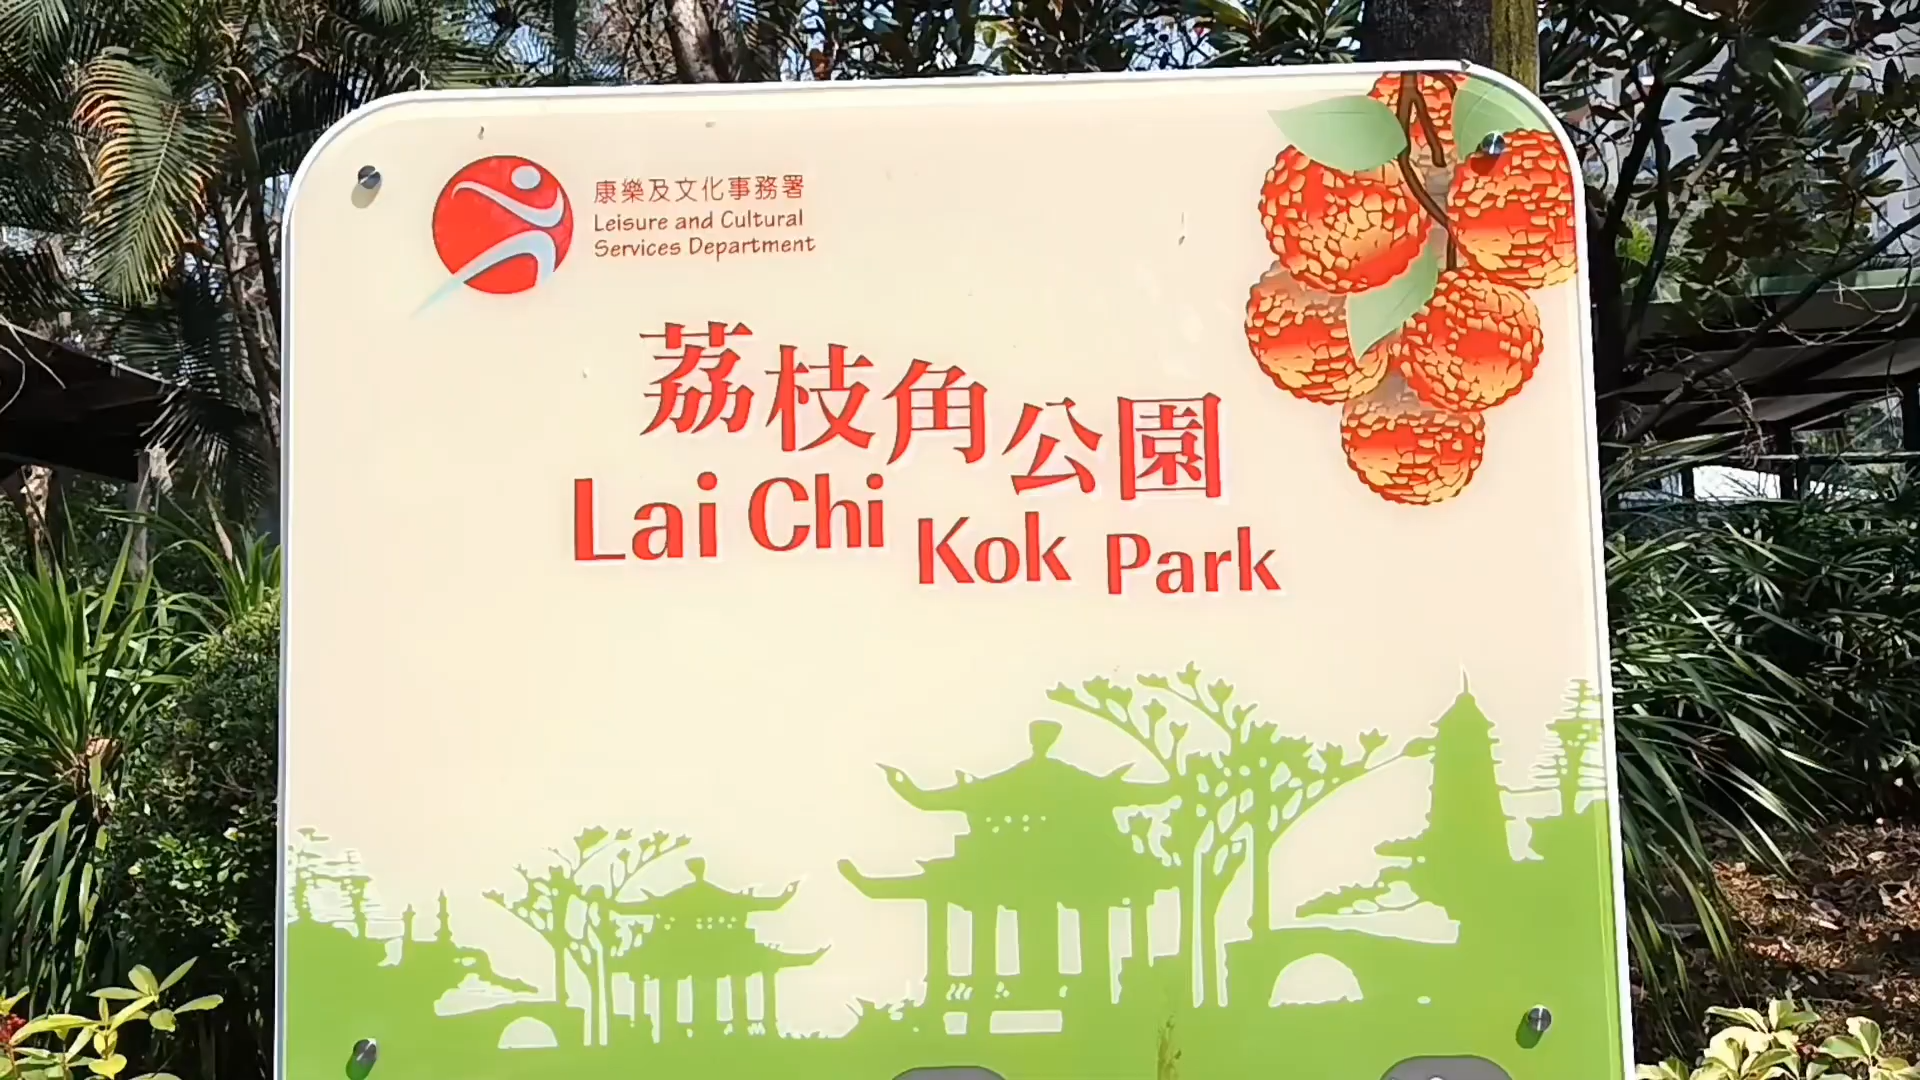 康樂及文化事務署
Leisure and Cultural
Services Department
荔枝角公園
Lai Chi Kok Park